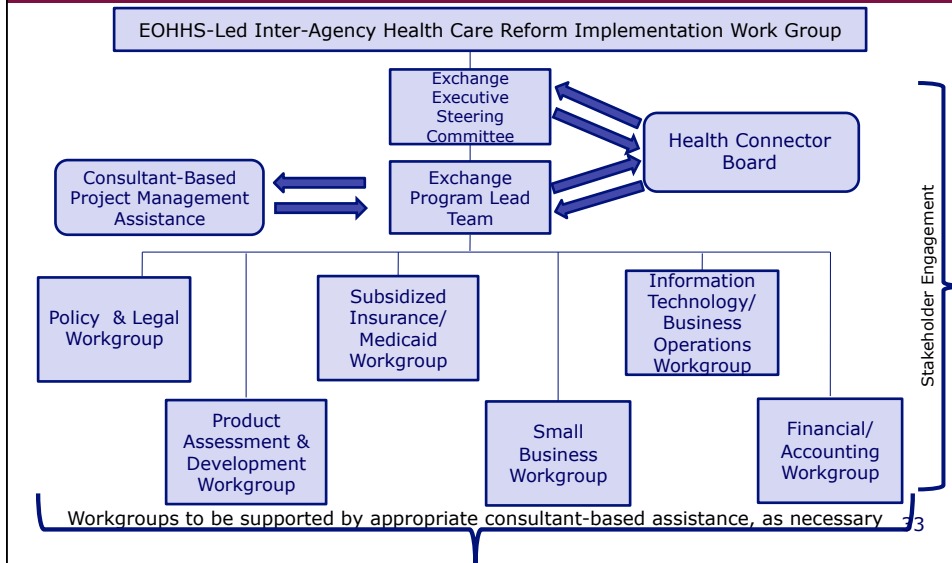 EOHHS-Led Inter-Agency Health Care Reform Implementation Work Group
Exchange
Executive
Steering
Committee
Health Connector
Board
Consultant-Based
Project Management
Assistance
Exchange
Program Lead
Team
Stakeholder Engagement
Policy & Legal
Workgroup
Subsidized
Insurance/
Medicaid
Workgroup
Information
Technology/
Business
Operations
Workgroup
Product
Assessment &
Development
Workgroup
Small
Business
Workgroup
Financial/
Accounting
Workgroup
Workgroups to be supported by appropriate consultant-based assistance, as necessary
33